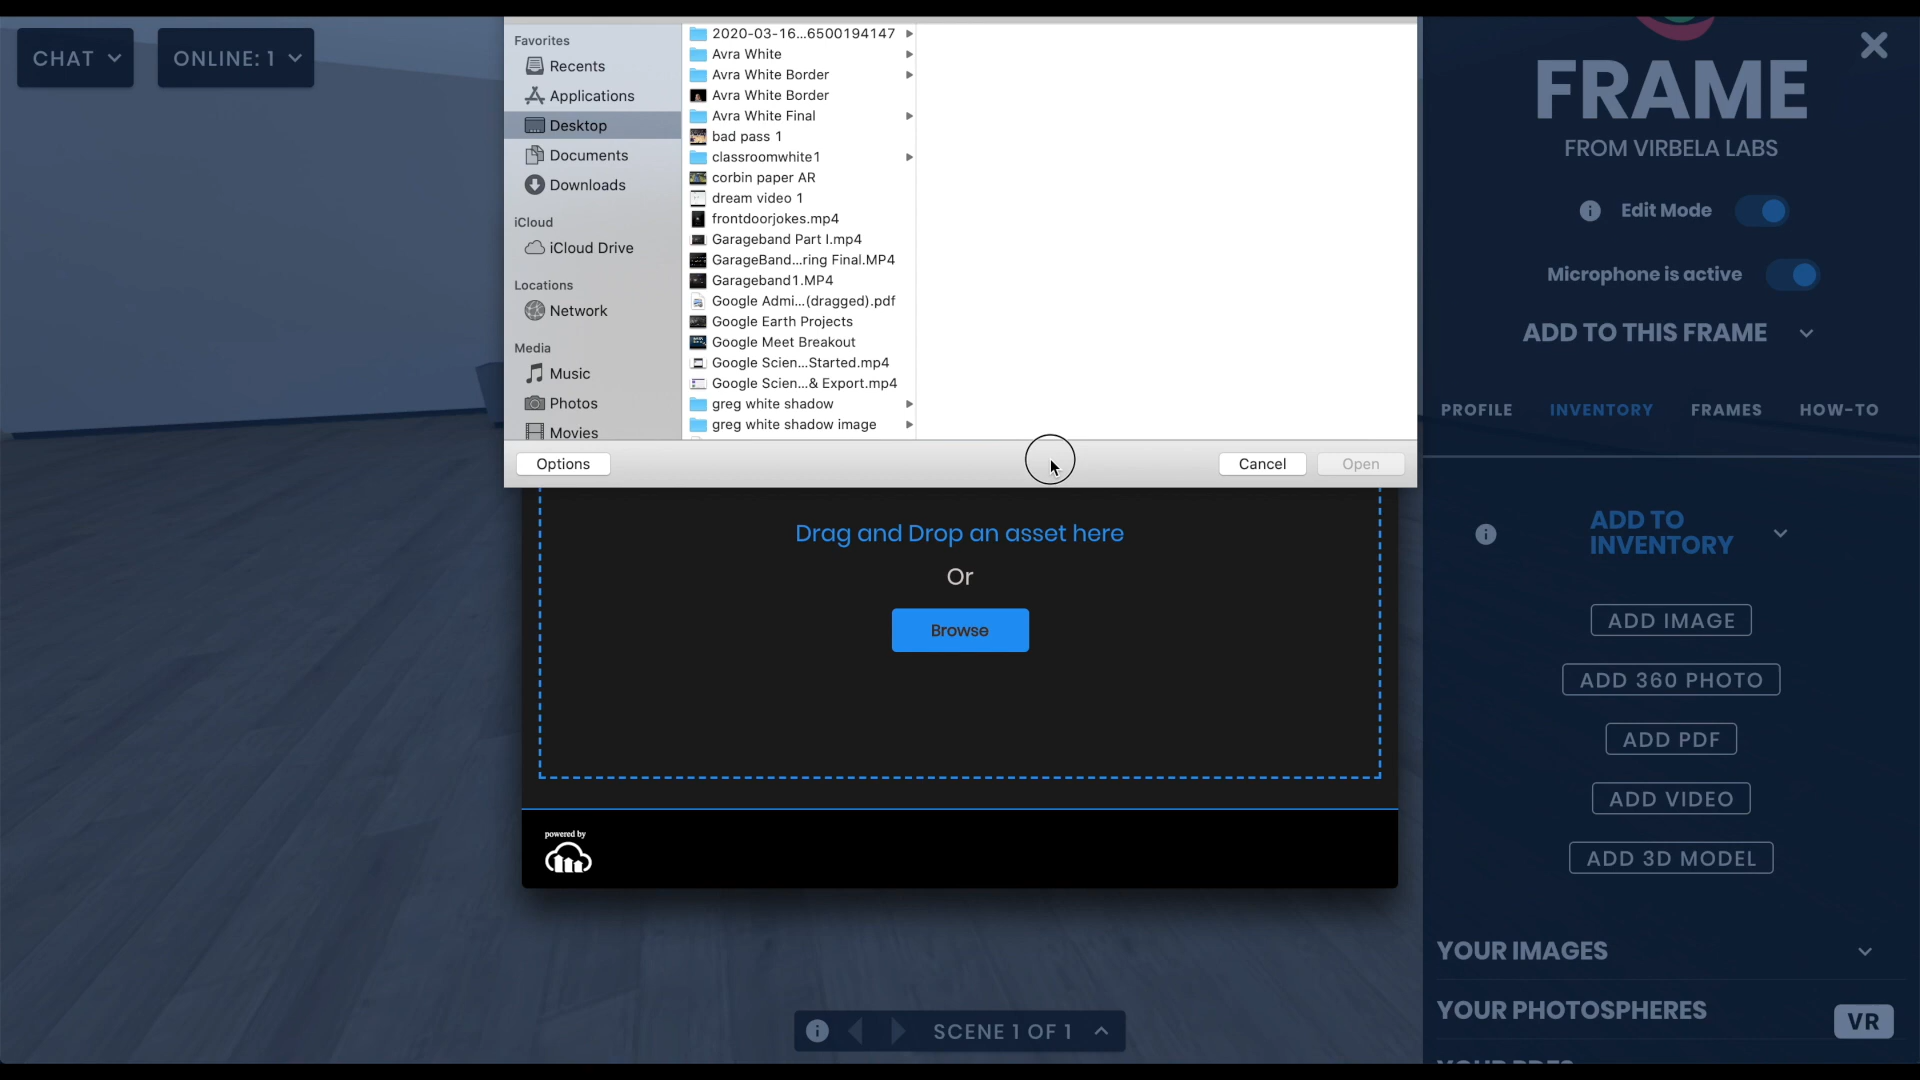 CHAT
ONLINE: 1
Favorites
Recents
Applications
Desktop
Documents
Downloads
iCloud
iCloud Drive
Locations
Network
Media
Music
Photos
Movies
2020-03-16...6500194147
Avra White
Avra White Border
Avra White Border
Avra White Final
bad pass 1
classroomwhite1
corbin paper AR
dream video 1
frontdoorjokes.mp4
Garageband Part I.mp4
GarageBand...ring Final.MP4
Garageband1.MP4
Google Admi...(dragged).pdf
Google Earth Projects
Google Meet Breakout
Google Scien...Started.mp4
Google Scien...& Export.mp4
greg white shadow
greg white shadow image
Options
Cancel
Open
Drag and Drop an asset here
Or
Browse
powered by
SCENE 1 OF 1
FRAME
FROM VIRBELA LABS
Edit Mode
Microphone is active
ADD TO THIS FRAME
PROFILE
INVENTORY
FRAMES
HOW-TO
ADD TO
INVENTORY
ADD IMAGE
ADD 360 PHOTO
ADD PDF
ADD VIDEO
ADD 3D MODEL
YOUR IMAGES
YOUR PHOTOSPHERES
VR
YOUR PDFS